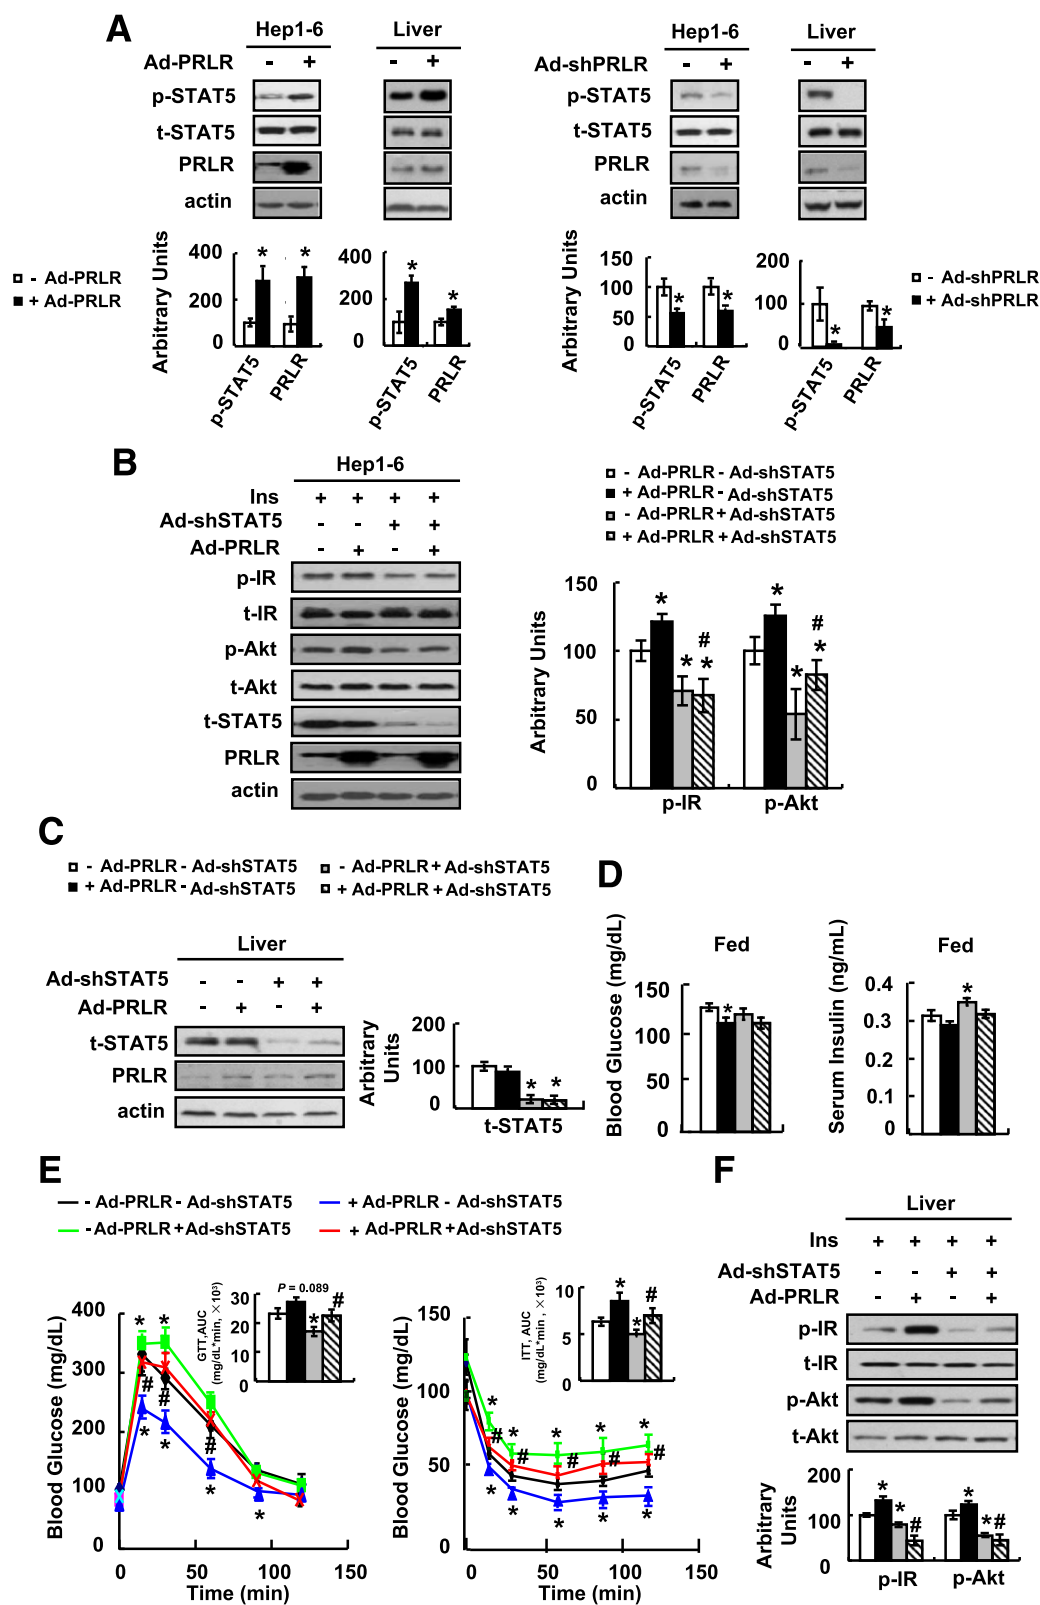 A
Hep1-6 Liver Hep1-6 Liver
Ad-PRLR - + - + Ad-shPRLR - + - +
p-STAT5 p-STAT5
t-STAT5 t-STAT5
PRLR PRLR
actin actin
Arbitrary Units 400 200 0 400 200 0
- Ad-PRLR
+ Ad-PRLR
* * * *
p-STAT5 PRLR p-STAT5 PRLR
Arbitrary Units 150 100 50 0 200 100 0
- Ad-shPRLR
+ Ad-shPRLR
* * * *
p-STAT5 PRLR p-STAT5 PRLR
B
Hep1-6
Ins + + + +
Ad-shSTAT5 - - + +
Ad-PRLR - + - +
p-IR
t-IR
p-Akt
t-Akt
t-STAT5
PRLR
actin
- Ad-PRLR - Ad-shSTAT5
+ Ad-PRLR - Ad-shSTAT5
- Ad-PRLR + Ad-shSTAT5
+ Ad-PRLR + Ad-shSTAT5
Arbitrary Units
150 100 50 0
* * # * * * # *
p-IR p-Akt
C
- Ad-PRLR - Ad-shSTAT5 - Ad-PRLR + Ad-shSTAT5
+ Ad-PRLR - Ad-shSTAT5 + Ad-PRLR + Ad-shSTAT5
Liver
Ad-shSTAT5 - - + +
Ad-PRLR - + - +
t-STAT5
PRLR
actin
Arbitrary Units
200 100 0
* *
t-STAT5
D
Blood Glucose (mg/dL)
Fed
150 100 50 0
*
Serum Insulin (ng/mL)
Fed
0.4 0.3 0.2 0.1 0
*
E
- Ad-PRLR - Ad-shSTAT5 + Ad-PRLR - Ad-shSTAT5
- Ad-PRLR + Ad-shSTAT5 + Ad-PRLR + Ad-shSTAT5
Blood Glucose (mg/dL)
400 300 200 100 0
* * # # * * # * *
GTT, AUC
(mg/dL*min, ×10³)
30 20 10 0
P = 0.089
* #
0 50 100 150
Time (min)
Blood Glucose (mg/dL)
150 100 50 0
* * * * * # # # # # * * * * *
ITT, AUC
(mg/dL*min, ×10³)
10 5 0
* * #
0 50 100 150
Time (min)
F
Liver
Ins + + + +
Ad-shSTAT5 - - + +
Ad-PRLR - + - +
p-IR
t-IR
p-Akt
t-Akt
Arbitrary Units
200 100 0
* * # * * #
p-IR p-Akt